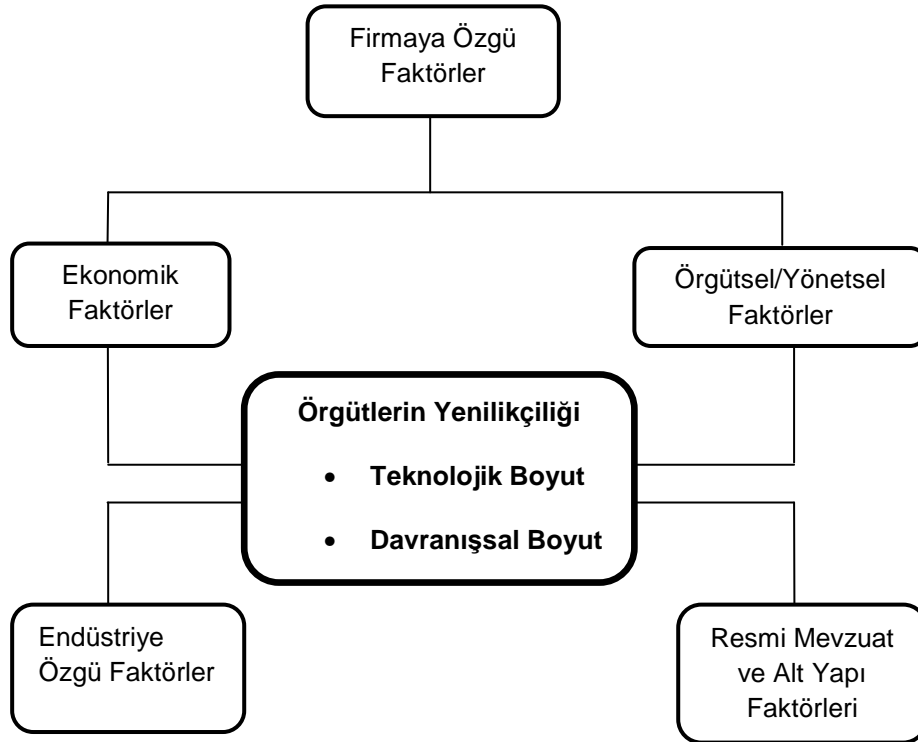 Firmaya Özgü
Faktörler
Ekonomik
Faktörler
Örgütsel/Yönetsel
Faktörler
Örgütlerin Yenilikçiliği
• Teknolojik Boyut
• Davranışsal Boyut
Endüstriye
Özgü Faktörler
Resmi Mevzuat
ve Alt Yapı
Faktörleri